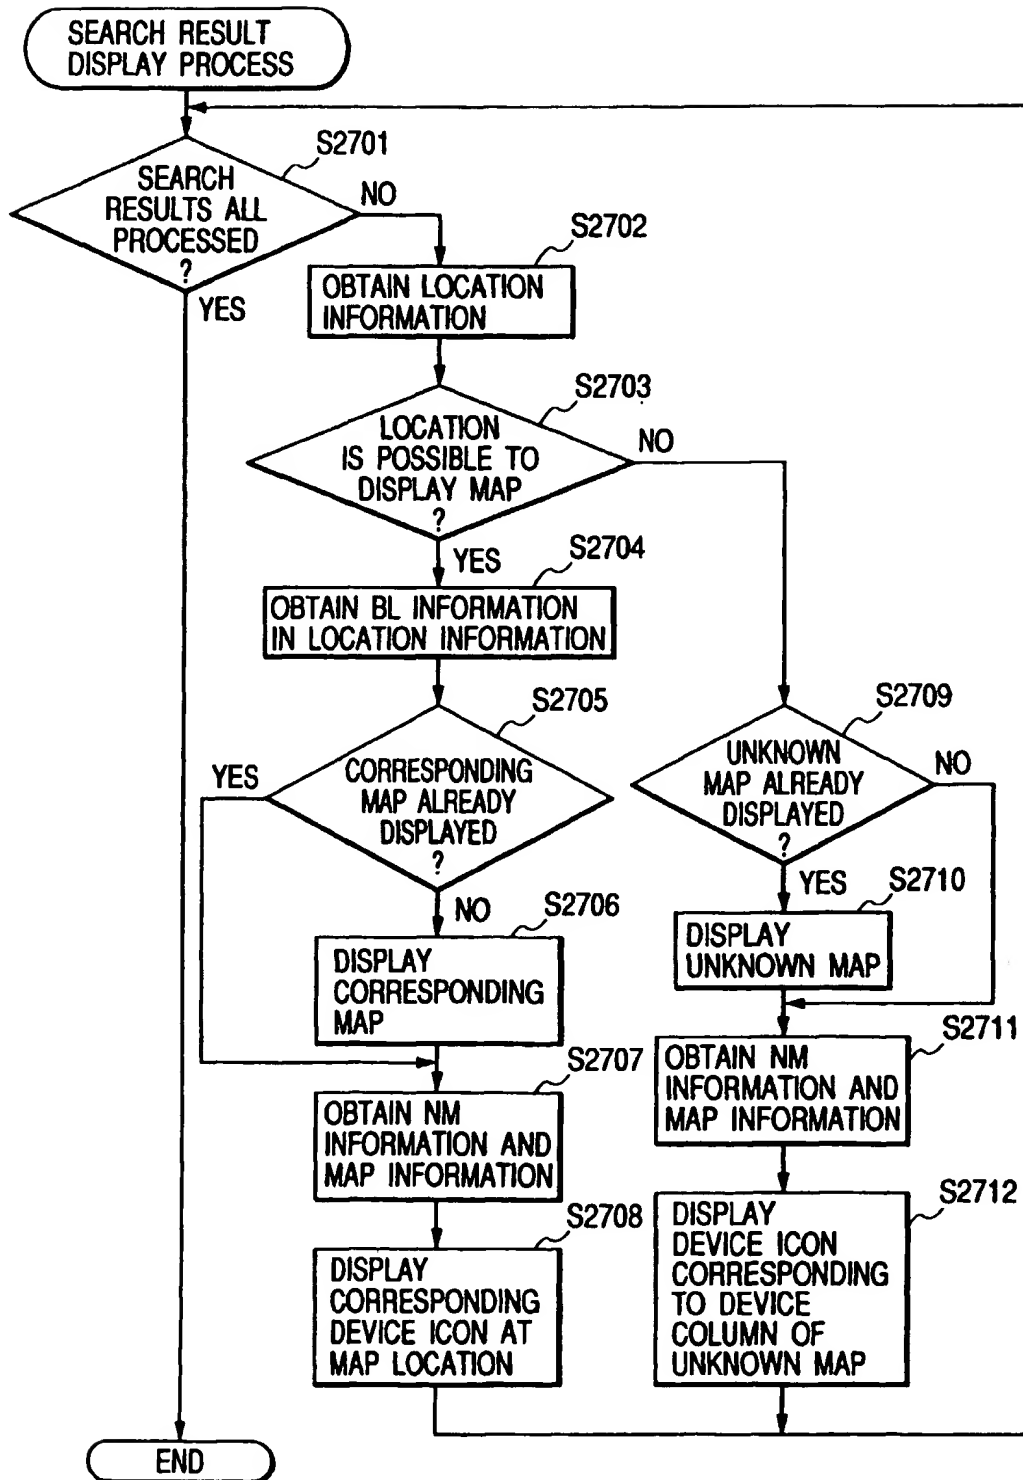 SEARCH RESULT
DISPLAY PROCESS
S2701
SEARCH
RESULTS ALL
PROCESSED
?
NO
YES
S2702
OBTAIN LOCATION
INFORMATION
S2703
LOCATION
IS POSSIBLE TO
DISPLAY MAP
?
NO
YES
S2704
OBTAIN BL INFORMATION
IN LOCATION INFORMATION
S2705
CORRESPONDING
MAP ALREADY
DISPLAYED
?
YES
NO
S2706
DISPLAY
CORRESPONDING
MAP
S2707
OBTAIN NM
INFORMATION AND
MAP INFORMATION
S2708
DISPLAY
CORRESPONDING
DEVICE ICON AT
MAP LOCATION
S2709
UNKNOWN
MAP ALREADY
DISPLAYED
?
NO
YES
S2710
DISPLAY
UNKNOWN MAP
S2711
OBTAIN NM
INFORMATION AND
MAP INFORMATION
S2712
DISPLAY
DEVICE ICON
CORRESPONDING
TO DEVICE
COLUMN OF
UNKNOWN MAP
END